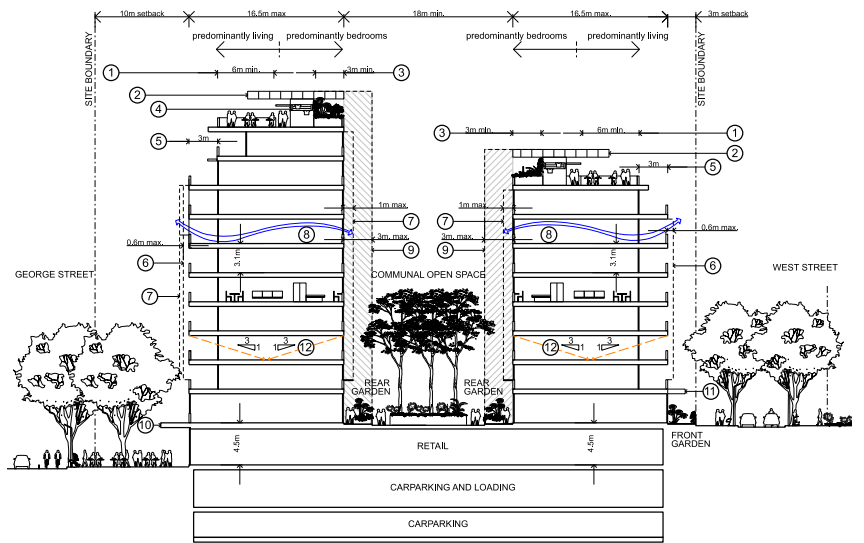 10m setback
16.5m max
18m min.
16.5m max.
3m setback
predominantly living
predominantly bedrooms
predominantly bedrooms
predominantly living
SITE BOUNDARY
SITE BOUNDARY
1
6m min.
3m min.
3
2
4
3
3m min.
6m min.
1
5
3m
2
3m
5
1m max.
7
1m max
7
8
8
0.6m max.
0.6m max.
3m. max
3m. max.
9
9
3.1m
3.1m
6
6
GEORGE STREET
COMMUNAL OPEN SPACE
WEST STREET
7
3
1
3
1
12
12
3
1
3
1
REAR
GARDEN
REAR
GARDEN
11
10
4.5m
4.5m
RETAIL
FRONT
GARDEN
CARPARKING AND LOADING
CARPARKING